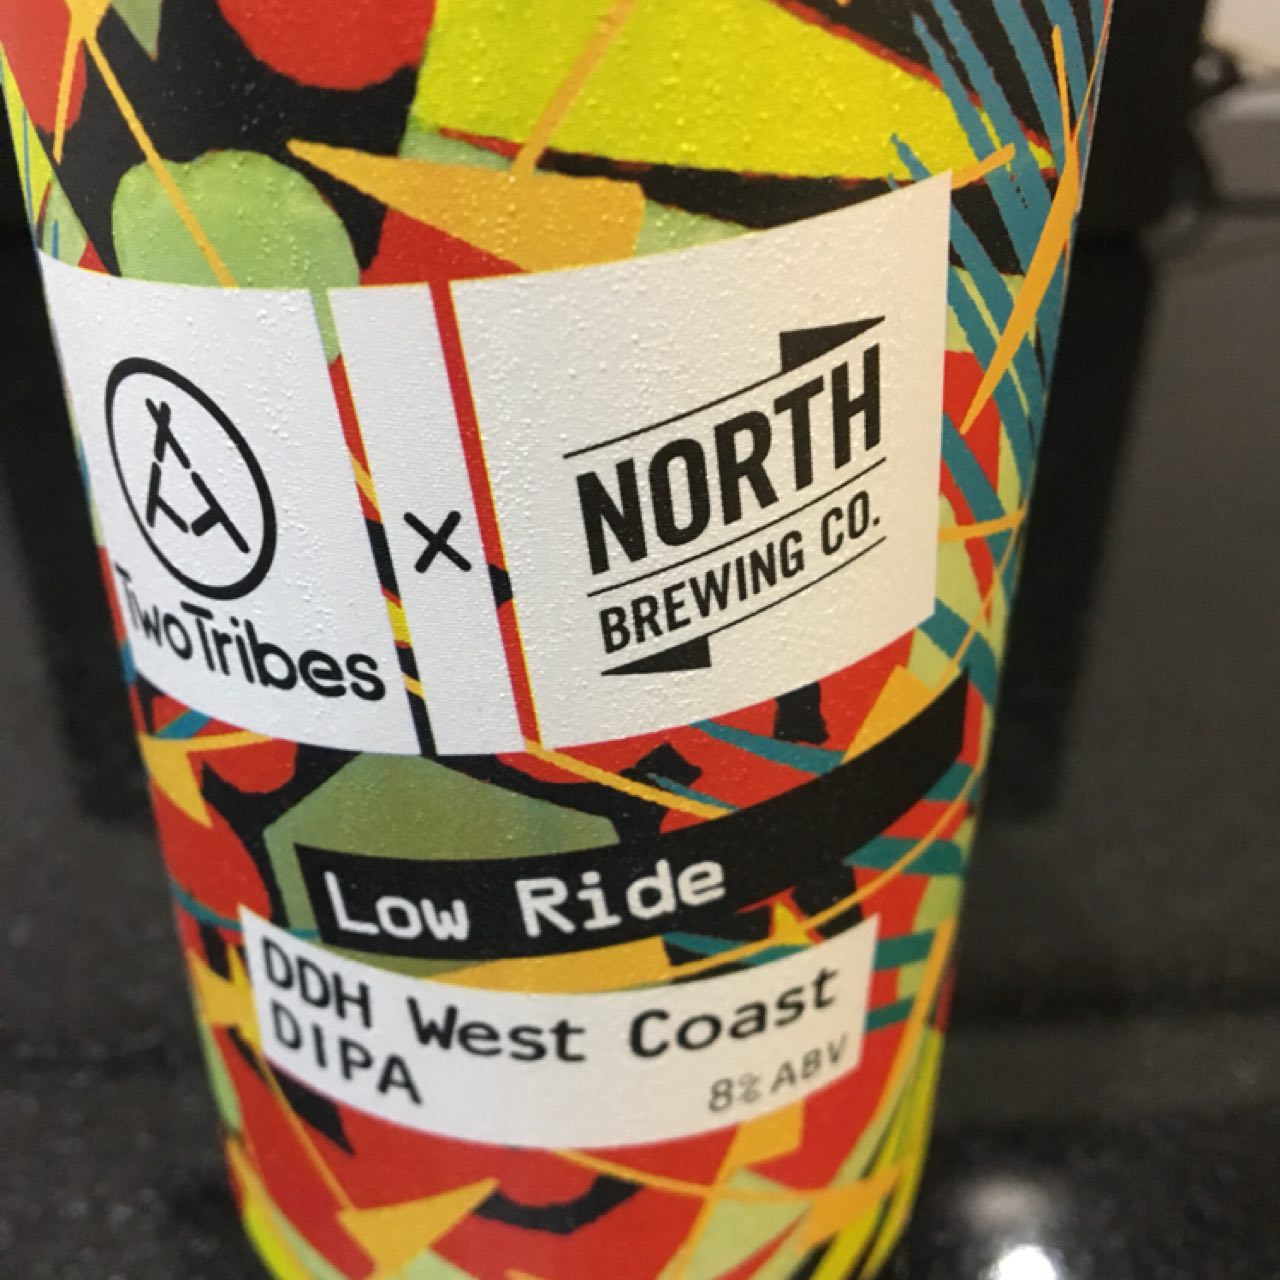 TwoTribes
X
NORTH
BREWING CO.
Low Ride
DDH West Coast
DIPA
8% ABV